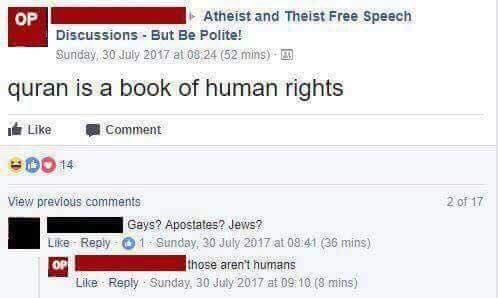 OP
Atheist and Theist Free Speech
Discussions - But Be Polite!
Sunday, 30 July 2017 at 08:24 (52 mins) ·
quran is a book of human rights
Like Comment
14
View previous comments 2 of 17
Gays? Apostates? Jews?
Like · Reply · 1 · Sunday, 30 July 2017 at 08:41 (36 mins)
OP those aren't humans
Like · Reply · Sunday, 30 July 2017 at 09:10 (8 mins)